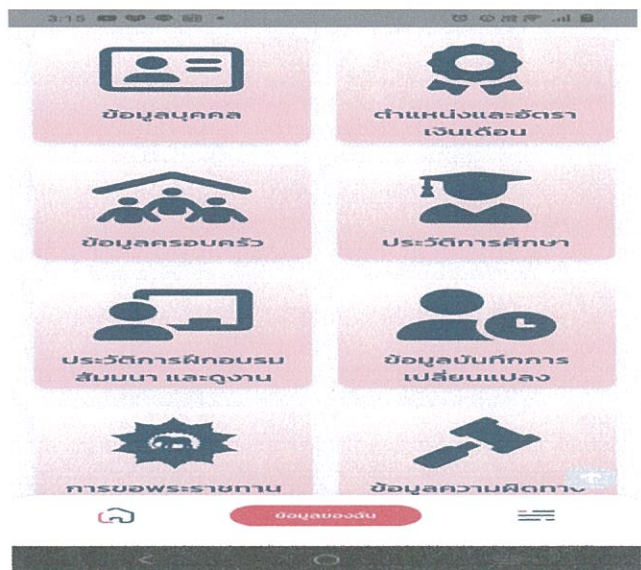 3:15
ข้อมูลบุคคล
ตำแหน่งและอัตรา
เงินเดือน
ข้อมูลครอบครัว
ประวัติการศึกษา
ประวัติการฝึกอบรม
สัมมนา และดูงาน
ข้อมูลบันทึกการ
เปลี่ยนแปลง
การขอพระราชทาน
ข้อมูลความผิดทาง
ข้อมูลของฉัน